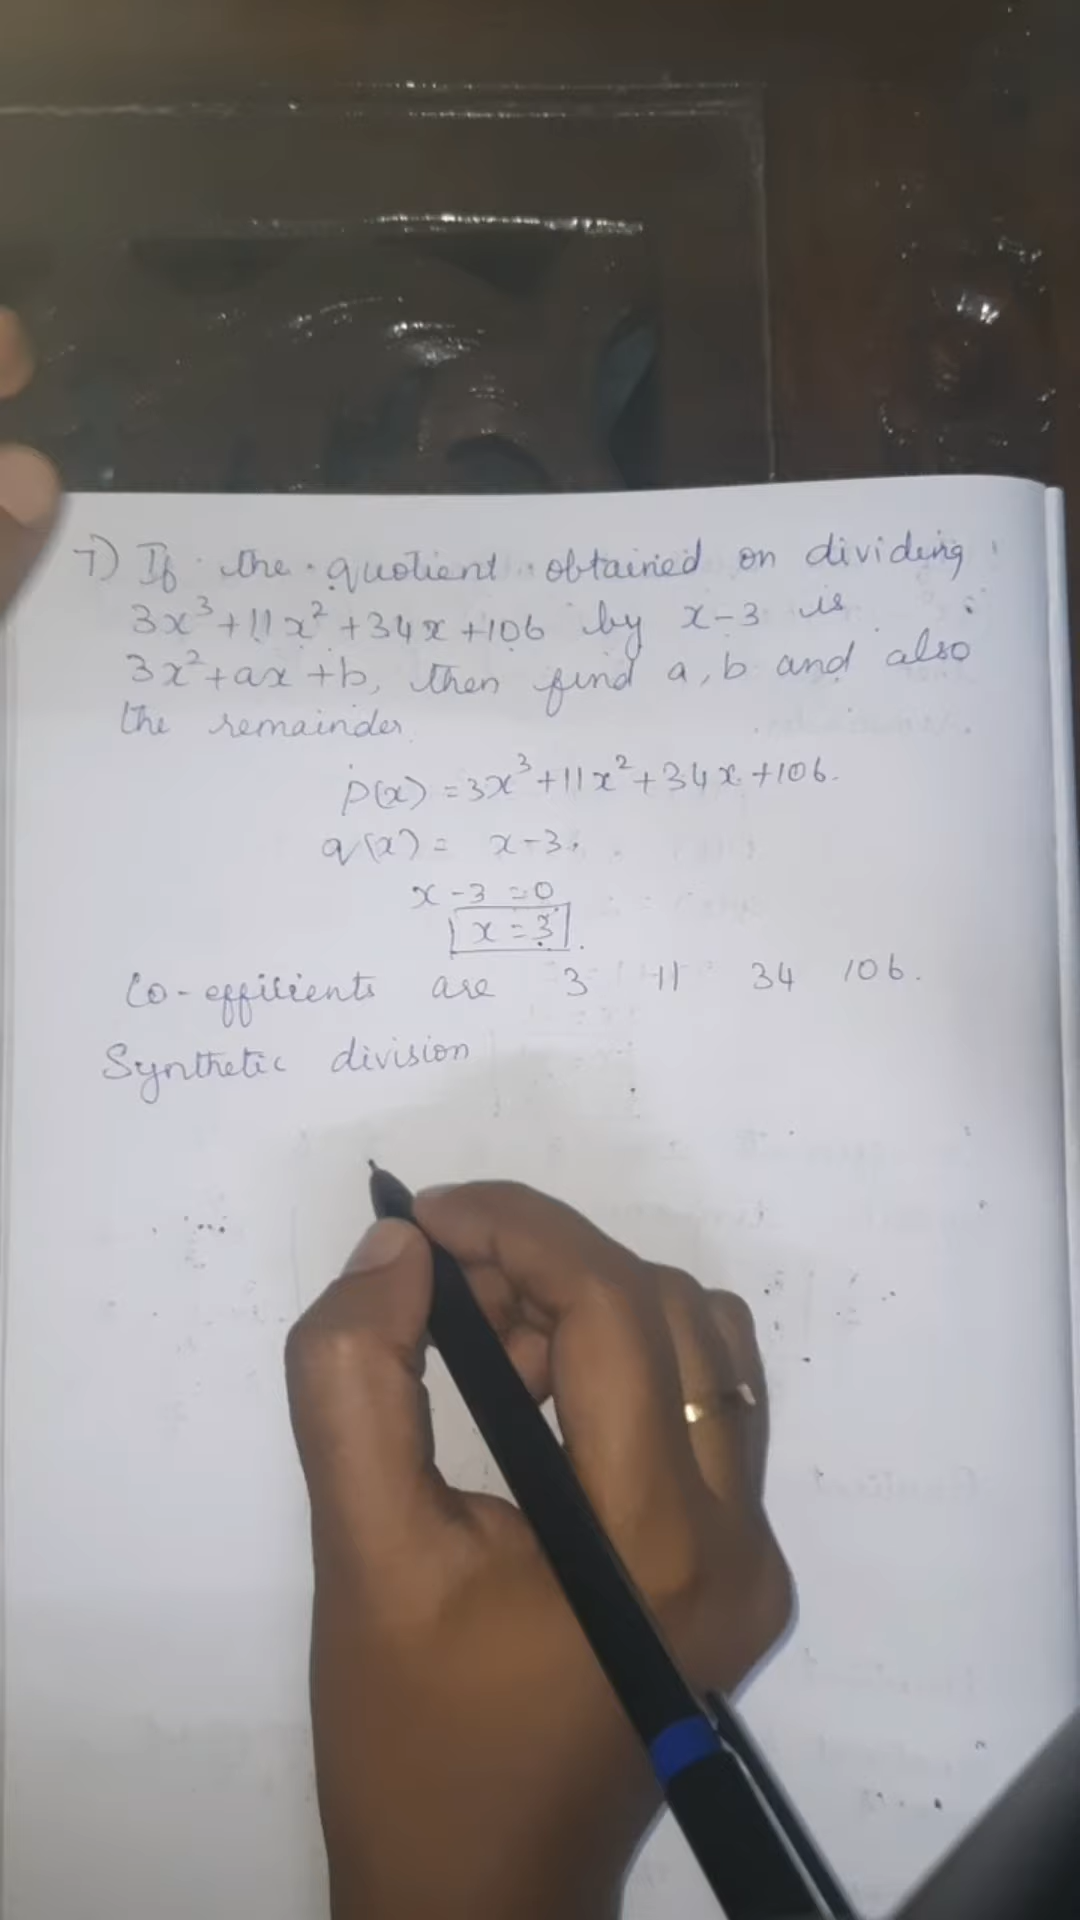 7) If the quotient obtained on dividing
3x³+11x²+34x+106 by x-3 is
3x²+ax+b, then find a, b and also
the remainder.
p(x) = 3x³+11x²+34x+106.
q(x) = x-3.
x-3 =0
x = 3.
Co-efficients are 3 11 34 106.
Synthetic division